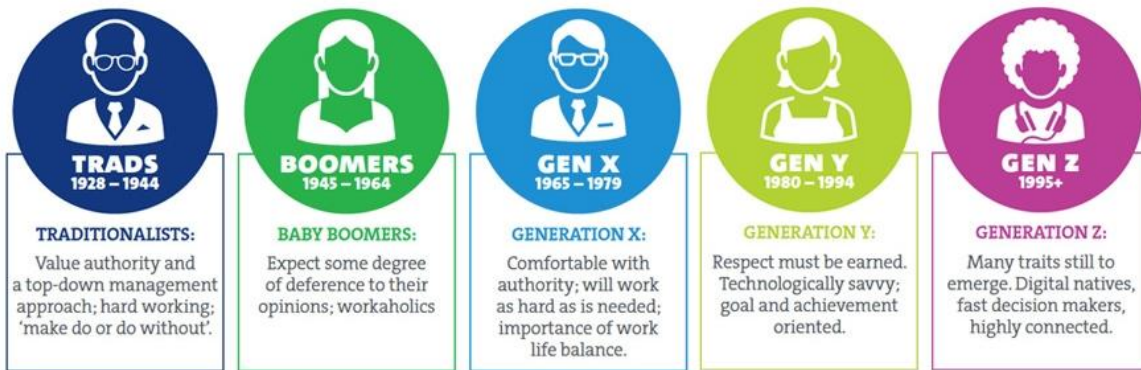 TRADS
1928 – 1944
TRADITIONALISTS:
Value authority and
a top-down management
approach; hard working;
‘make do or do without’.
BOOMERS
1945 – 1964
BABY BOOMERS:
Expect some degree
of deference to their
opinions; workaholics
GEN X
1965 – 1979
GENERATION X:
Comfortable with
authority; will work
as hard as is needed;
importance of work
life balance.
GEN Y
1980 – 1994
GENERATION Y:
Respect must be earned.
Technologically savvy;
goal and achievement
oriented.
GEN Z
1995+
GENERATION Z:
Many traits still to
emerge. Digital natives,
fast decision makers,
highly connected.